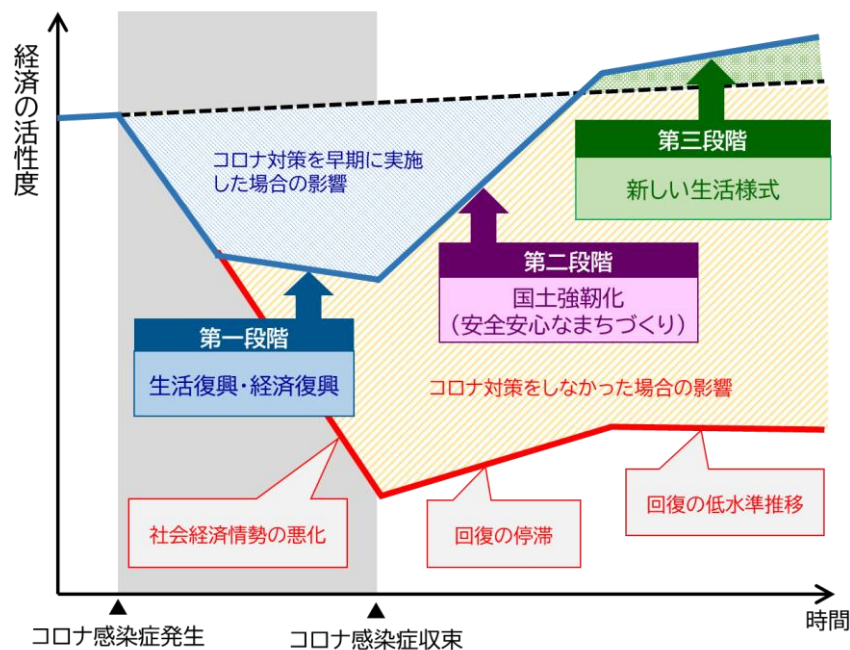 経済の活性度
コロナ対策を早期に実施
した場合の影響
第三段階
新しい生活様式
第二段階
国土強靭化
（安全安心なまちづくり）
第一段階
生活復興・経済復興
コロナ対策をしなかった場合の影響
社会経済情勢の悪化
回復の停滞
回復の低水準推移
時間
▲
コロナ感染症発生
▲
コロナ感染症収束